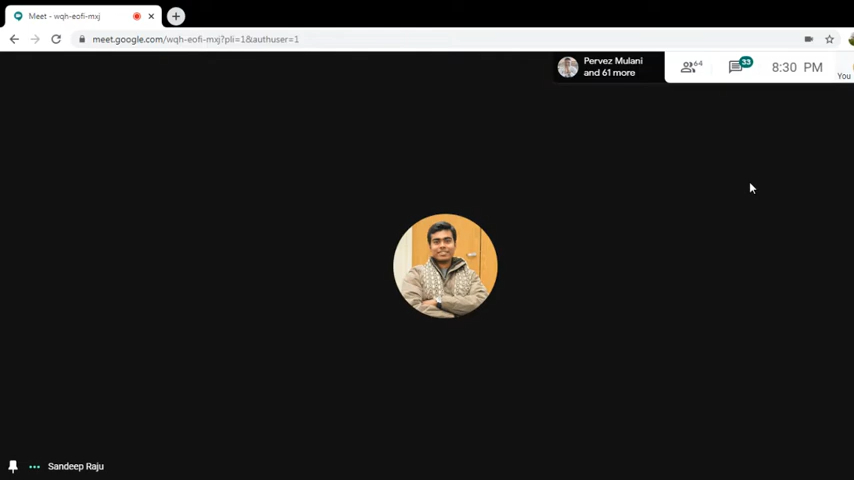 Meet - wqh-eofi-mxj
meet.google.com/wqh-eofi-mxj?pli=1&authuser=1
Pervez Mulani
and 61 more
64
33
8:30 PM
You
Sandeep Raju